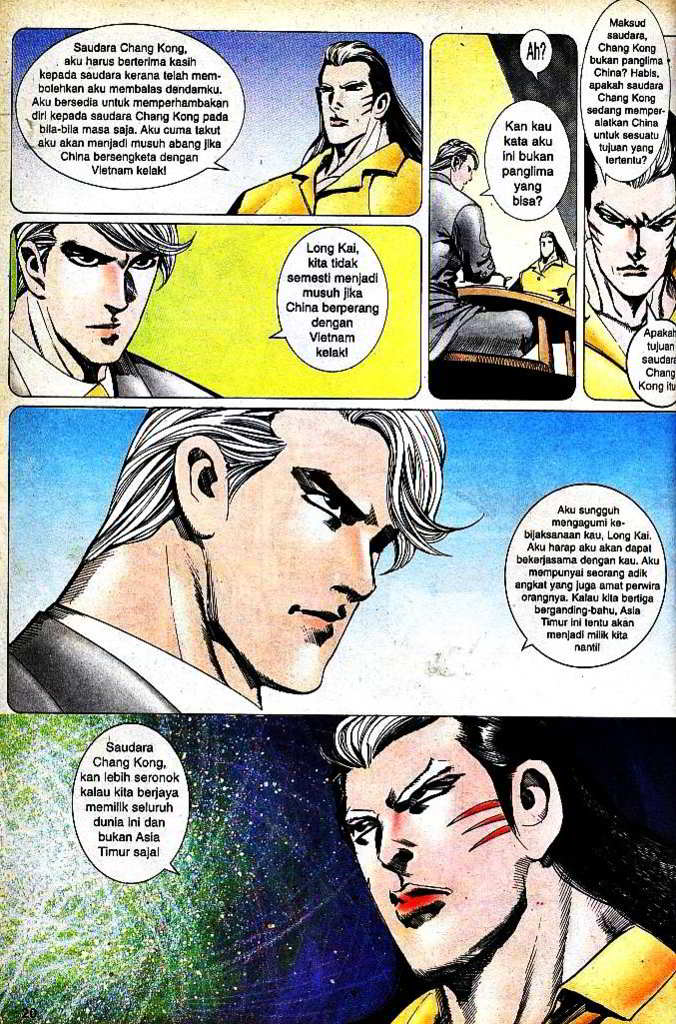 Saudara Chang Kong,
aku harus berterima kasih
kepada saudara kerana telah mem-
bolehkan aku membalas dendamku.
Aku bersedia untuk memperhambakan
diri kepada saudara Chang Kong pada
bila-bila masa saja. Aku cuma takut
aku akan menjadi musuh abang jika
China bersengketa dengan
Vietnam kelak!
Long Kai,
kita tidak
semesti menjadi
musuh jika
China berperang
dengan
Vietnam
kelak!
Ah?
Kan kau
kata aku
ini bukan
panglima
yang
bisa?
Maksud
saudara,
Chang Kong
bukan panglima
China? Habis,
apakah saudara
Chang Kong
sedang memper-
alatkan China
untuk sesuatu
tujuan yang
tertentu?
Apakah
tujuan
saudara
Chang
Kong itu
Aku sungguh
mengagumi ke-
bijaksanaan kau, Long Kai.
Aku harap aku akan dapat
bekerjasama dengan kau. Aku
mempunyai seorang adik
angkat yang juga amat perwira
orangnya. Kalau kita bertiga
berganding-bahu, Asia
Timur ini tentu akan
menjadi milik kita
nanti!
Saudara
Chang Kong,
kan lebih seronok
kalau kita berjaya
memilik seluruh
dunia ini dan
bukan Asia
Timur saja!
20